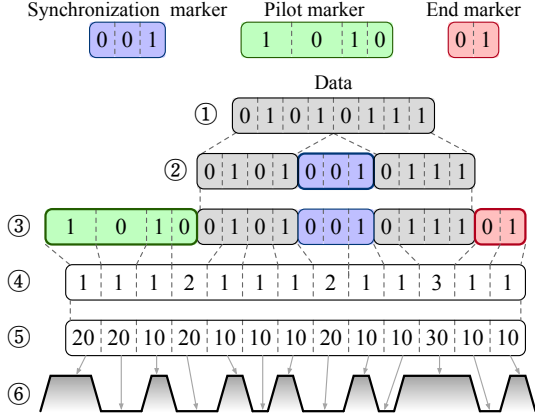 Synchronization marker Pilot marker End marker
0 0 1 1 0 1 0 0 1
Data
① 0 1 0 1 0 1 1 1
② 0 1 0 1 0 0 1 0 1 1 1
③ 1 0 1 0 0 1 0 1 0 0 1 0 1 1 1 0 1
④ 1 1 1 2 1 1 1 2 1 1 3 1 1
⑤ 20 20 10 20 10 10 10 20 10 10 30 10 10
⑥